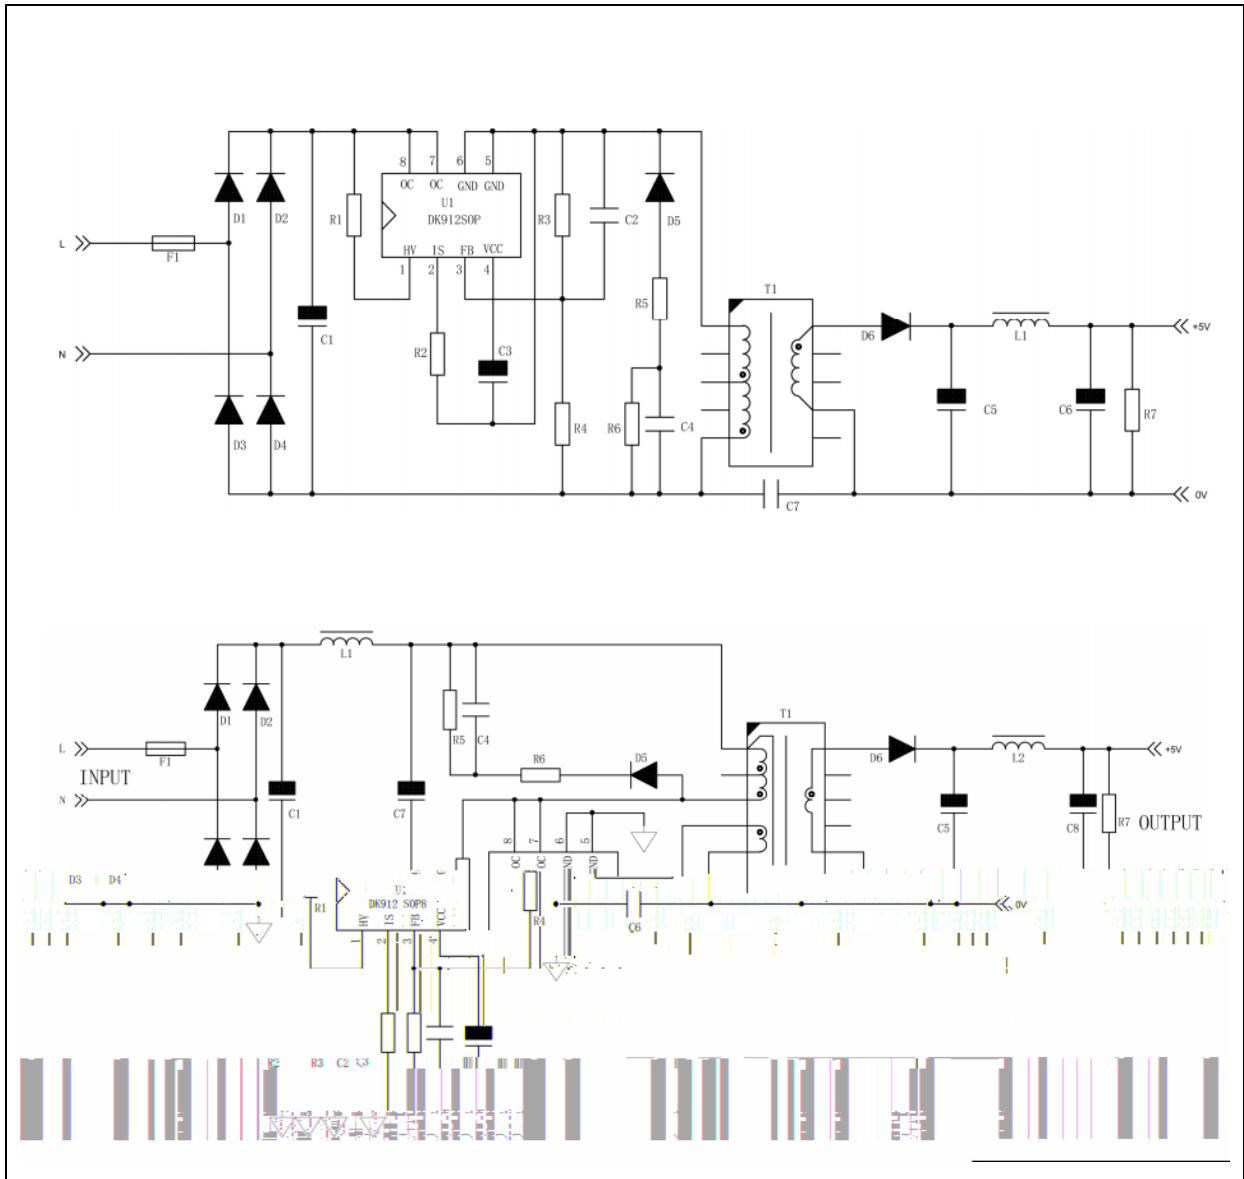 8 7 6 5
OC OC GND GND
D1 D2 R1 U1 R3 C2 D5
DK912SOP
L F1
HV IS FB VCC
1 2 3 4
T1
R5
C1 R2 C3 D6 L1 +5V
N
C5 C6 R7
D3 D4 R4 R6 C4
C7 0V
L1
D1 D2 T1
R5 C4 R6 D5
L F1 D6 L2 +5V
INPUT
N C1 C7 C5 C8 R7 OUTPUT
8 7 6 5
OC OC
D3 D4
DK912 SOP8
R1 R4 0V
HV IS FB VCC
1 2 3 4
Q6
R2 R3 C2 C3